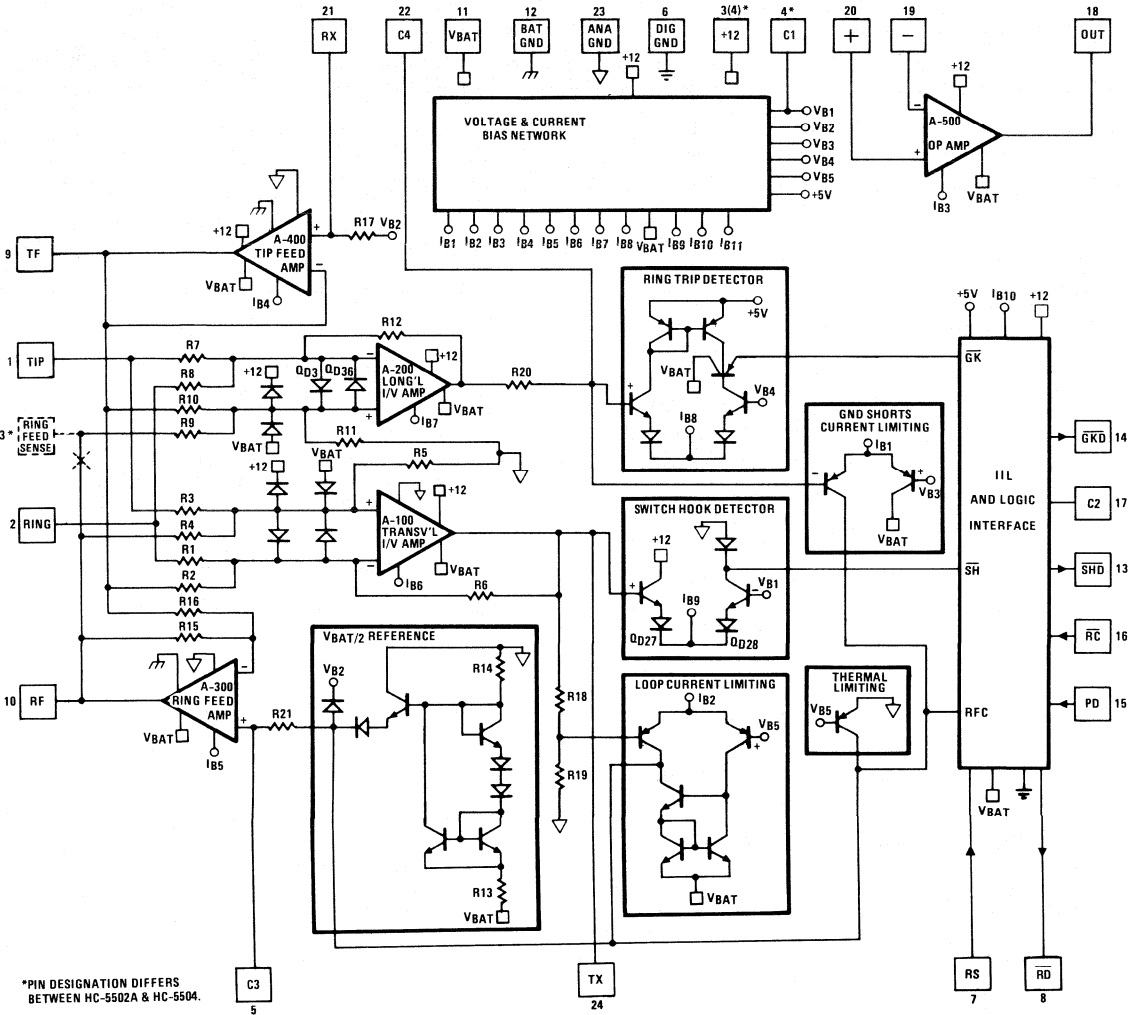 21 22 11 12 23 6 3(4)* 4* 20 19 18
RX C4 VBAT BAT GND ANA GND DIG GND +12 C1 + − OUT
+12
VOLTAGE & CURRENT
BIAS NETWORK
VB1
VB2
VB3
VB4
VB5
+5V
IB1 IB2 IB3 IB4 IB5 IB6 IB7 IB8 VBAT IB9 IB10 IB11
+12
−
A-500
OP AMP
+
VBAT
IB3
R17 VB2
+12
A-400
TIP FEED
AMP
+
−
VBAT
IB4
9 TF
1 TIP
3* RING
FEED
SENSE
2 RING
10 RF
R7
R8
R10
R9
R12
+12
VBAT
QD3 QD36
−
A-200
LONG'L
I/V AMP
+
+12
VBAT
IB7
R20
R11
R5
RING TRIP DETECTOR
+5V
VBAT
VB4
+
IB8
GND SHORTS
CURRENT LIMITING
IB1
+
+
VB3
VBAT
+5V IB10 +12
GK
IIL
AND LOGIC
INTERFACE
SH
RFC
VBAT
GKD 14
C2 17
SHD 13
RC 16
PD 15
R3
R4
R1
R2
R16
R15
+12
VBAT
+
A-100
TRANSV'L
I/V AMP
−
+12
VBAT
IB6
R6
SWITCH HOOK DETECTOR
+12
+
IB9
−
VB1
QD27 QD28
−
A-300
RING FEED
AMP
+
VBAT
IB5
R21
VBAT/2 REFERENCE
VB2
R14
R13
VBAT
R18
R19
LOOP CURRENT LIMITING
IB2
+
VB5
+
VBAT
THERMAL
LIMITING
VB5
*PIN DESIGNATION DIFFERS
BETWEEN HC-5502A & HC-5504.
C3
5
TX
24
RS
7
RD
8